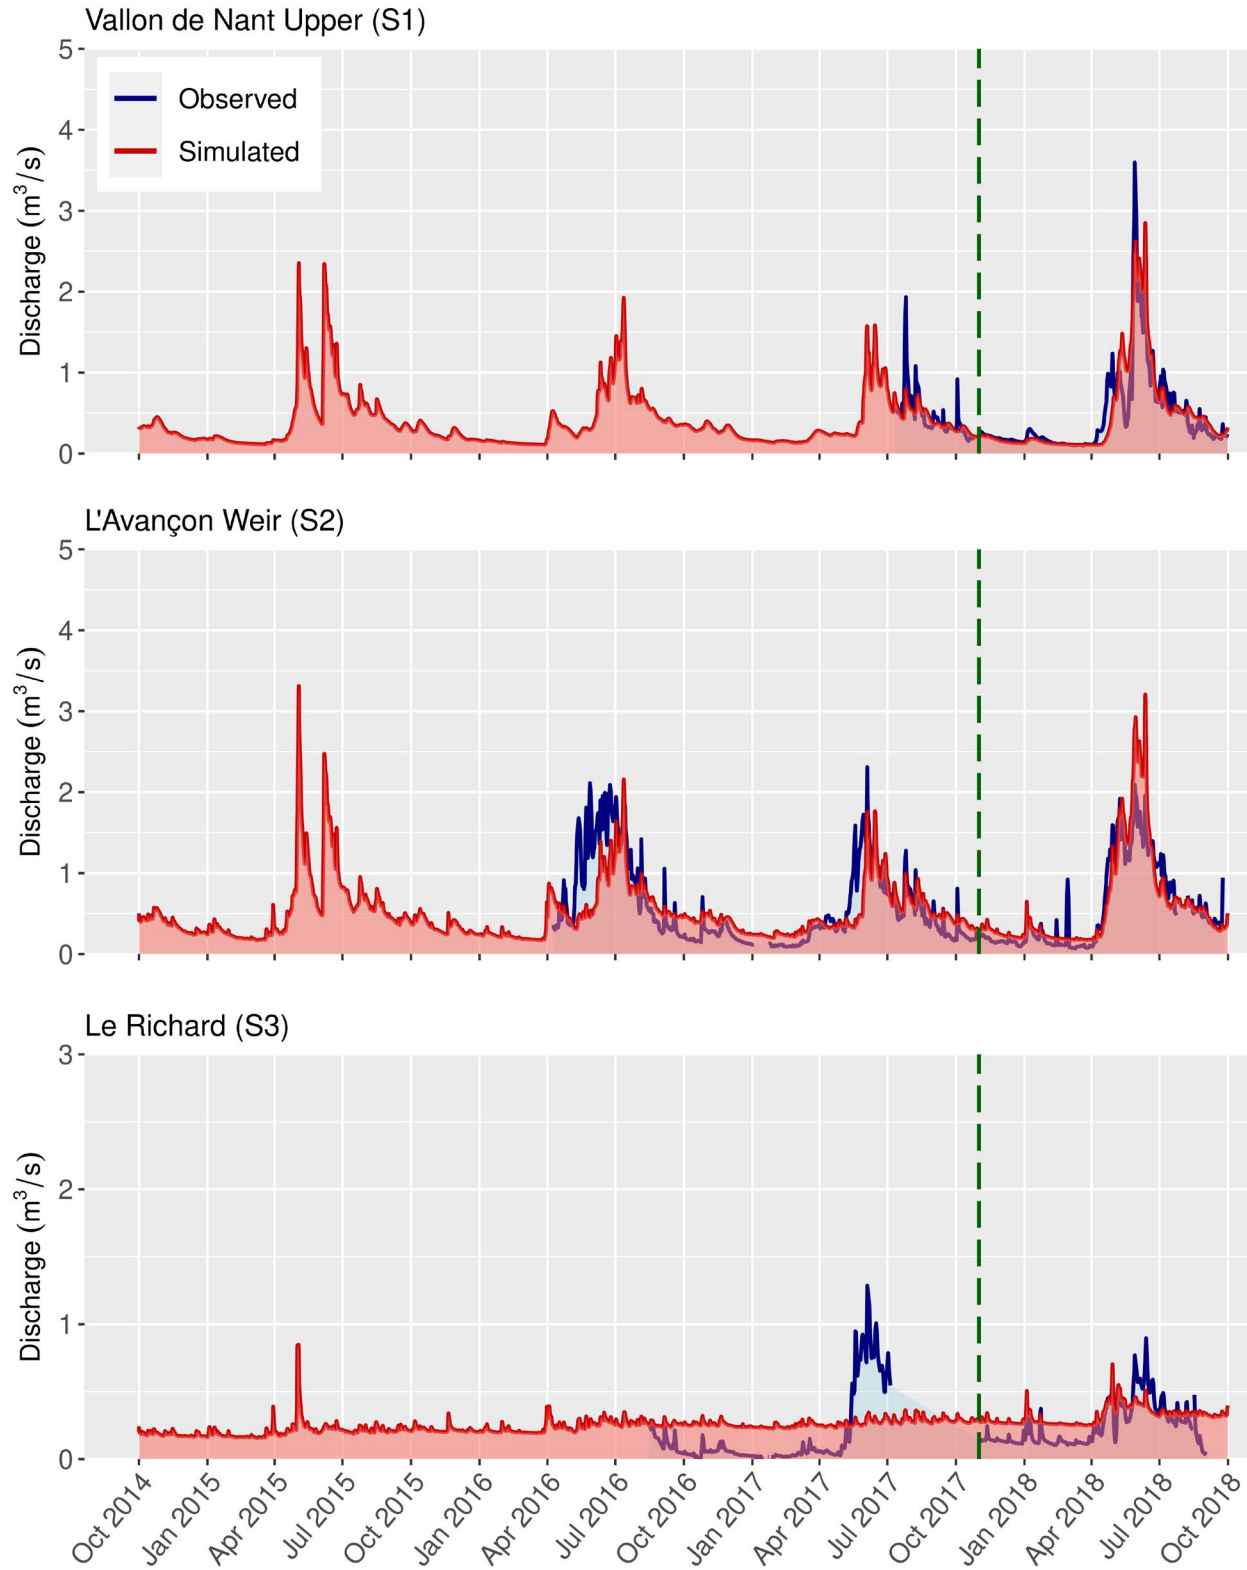 Vallon de Nant Upper (S1)
5
4
3
2
1
0
Discharge (m³/s)
Observed
Simulated
L'Avançon Weir (S2)
5
4
3
2
1
0
Discharge (m³/s)
Le Richard (S3)
3
2
1
0
Discharge (m³/s)
Oct 2014
Jan 2015
Apr 2015
Jul 2015
Oct 2015
Jan 2016
Apr 2016
Jul 2016
Oct 2016
Jan 2017
Apr 2017
Jul 2017
Oct 2017
Jan 2018
Apr 2018
Jul 2018
Oct 2018